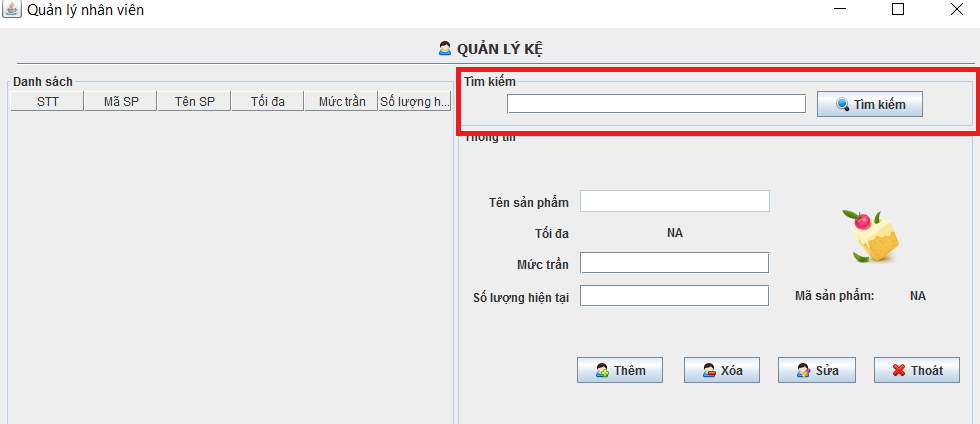 Quản lý nhân viên
QUẢN LÝ KỆ
Danh sách
STT Mã SP Tên SP Tối đa Mức trần Số lượng h...
Tìm kiếm
Tìm kiếm
Thông tin
Tên sản phẩm
Tối đa NA
Mức trần
Số lượng hiện tại
Mã sản phẩm: NA
Thêm Xóa Sửa Thoát